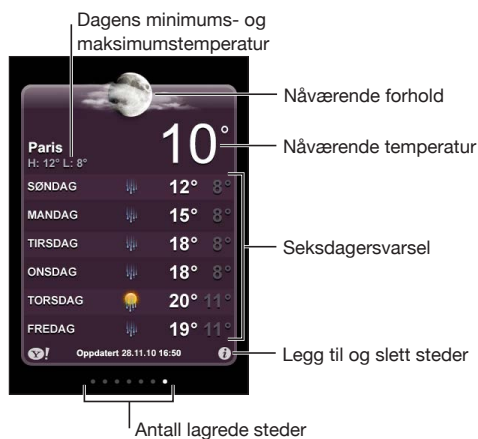 Dagens minimums- og
maksimumstemperatur
Nåværende forhold
10°
Nåværende temperatur
Paris
H: 12° L: 8°
SØNDAG 12° 8°
MANDAG 15° 8°
TIRSDAG 18° 8°
Seksdagersvarsel
ONSDAG 18° 8°
TORSDAG 20° 11°
FREDAG 19° 11°
Y! Oppdatert 28.11.10 16:50 i
Legg til og slett steder
Antall lagrede steder